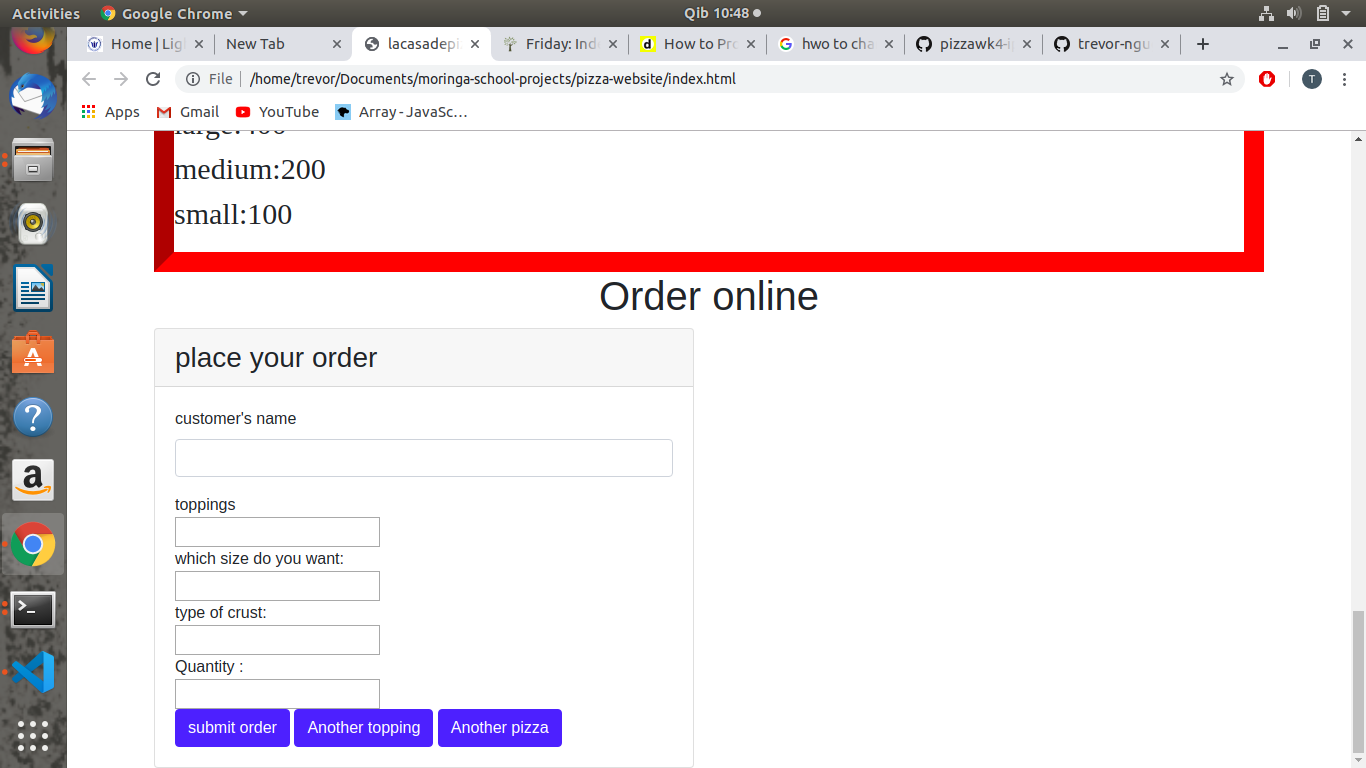 Activities Google Chrome Qib 10:48
Home | Lig New Tab lacasadepi Friday: Ind How to Pro hwo to cha pizzawk4-i trevor-ngu
File /home/trevor/Documents/moringa-school-projects/pizza-website/index.html T
Apps Gmail YouTube Array - JavaSc…
large:400
medium:200
small:100
Order online
place your order
customer's name
toppings
which size do you want:
type of crust:
Quantity :
submit order Another topping Another pizza